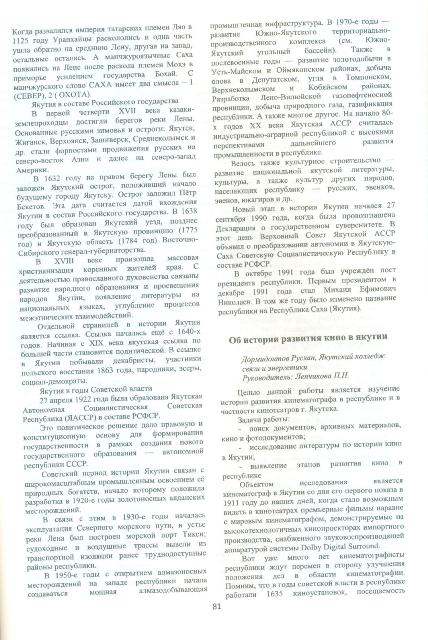 Когда развалился империя татарских племен Ляо в
1125 году Уранхайцы раскололись и одна часть
ушла обратно на среднюю Лену, другая на запад,
остальные остались. А манчжуроязычные Саха
появились на Лене после раскола племен Мохэ в
приморье усилением государства Бохай. С
манчжурского слово САХА имеет два смысла – 1
(СЕВЕР), 2 ( ОХОТА).
Якутия в составе Российского государства
В первой четверти XVII века казаки-
землепроходцы достигли берегов реки Лены.
Основанные русскими зимовья и остроги: Якутск,
Жиганск, Верхоянск, Зашиверск, Среднеколымск и
др. стали форпостами продвижения русских на
северо-восток Азии и далее на северо-запад
Америки.
В 1632 году на правом берегу Лены был
заложен Якутский острог, положивший начало
будущему городу Якутску. Острог заложил Пётр
Бекетов. Эта дата считается датой вхождения
Якутии в состав Российского государства. В 1638
году был образован Якутский уезд, позднее
преобразованный в Якутскую провинцию (1775
год) и Якутскую область (1784 год) Восточно-
Сибирского генерал-губернаторства.
В XVIII веке произошла массовая
христианизация коренных жителей края. С
деятельностью православного духовенства связаны
развитие народного образования и просвещения
народов Якутии, появление литературы на
национальных языках, углубление процессов
межэтнических взаимодействий.
Отдельной страницей в истории Якутии
является ссылка. Ссылка началась ещё с 1640-х
годов. Начиная с XIX века якутская ссылка по
большей части становится политической. В ссылке
в Якутии побывали декабристы, участники
польского восстания 1863 года, народники, эсеры,
социал-демократы.
Якутия в годы Советской власти
27 апреля 1922 года была образована Якутская
Автономная Социалистическая Советская
Республика (ЯАССР) в составе РСФСР.
Это политическое решение дало правовую и
конституционную основу для формирования
государственности в рамках создания нового
государственного образования — автономной
республики СССР.
Советский период истории Якутии связан с
широкомасштабным промышленным освоением её
природных богатств, начало которому положила
разработка в 1920-е годы золотоносных алданских
месторождений.
В связи с этим в 1930-е годы началась
эксплуатация Северного морского пути, в устье
реки Лена был построен морской порт Тикси;
судоходные и воздушные трассы вывели из
транспортной изоляции ранее труднодоступные
районы республики.
В 1950-е годы с открытием алмазоносных
месторождений на западе республики начала
создаваться мощная алмазодобывающая
промышленная инфраструктура. В 1970-е годы —
развитие Южно-Якутского территориально-
производственного комплекса (см. Южно-
Якутский угольный бассейн). Также в
послевоенные годы — развитие золотодобычи в
Усть-Майском и Оймяконском районах, добыча
олова в Депутатском, угля в Томпонском,
Верхнеколымском и Кобяйском районах.
Разработка Лено-Вилюйской газонефтеносной
провинции, добыча природного газа, газификация
республики. А также многое другое. На начало 80-
х годов XX века Якутская АССР считалась
индустриально-аграрной республикой с высокими
перспективами дальнейшего развития
промышленности в республике.
Велось также культурное строительство —
развитие национальной якутской литературы,
культуры, а также культур других народов,
населяющих республику — русских, эвенков,
эвенов, юкагиров и др.
Новый этап в истории Якутии начался 27
сентября 1990 года, когда была провозглашена
Декларация о государственном суверенитете. В
этот день Верховный Совет Якутской АССР
объявил о преобразовании автономии в Якутскую-
Саха Советскую Социалистическую Республику в
составе РСФСР.
В октябре 1991 года был учреждён пост
президента республики. Первым президентом в
декабре 1991 года стал Михаил Ефимович
Николаев. В том же году было изменено название
республики на Республика Саха (Якутия).
Об истории развития кино в якутии
Дормидонтов Руслан, Якутский колледж
связи и энергетики
Руководитель: Левчикова П.Н.
Целью данной работы является изучение
истории развития кинематографа в республике и в
частности кинотеатров г. Якутска.
Задачи работы:
- поиск документов, архивных материалов,
кино и фотодокументов;
- исследование литературы по истории кино
в Якутии;
- выявление этапов развития кино в
республике
Объектом исследования является
кинематограф в Якутии со дня его первого показа в
1911 году до наших дней, когда стало возможным
видеть в кинотеатрах премьерные фильмы наравне
с мировым кинематографом, демонстрируемые на
высокотехнологичных кинопроекторах импортного
производства, снабженного звуковоспроизводящей
аппаратурой системы Dolby Digital Surround.
Вот уже много лет кинематографисты
республики ждут перемен в сторону улучшения
положения дел в области кинематографии.
Помним, что в годы советской власти в республике
работали 1635 киноустановок, посещаемость
81